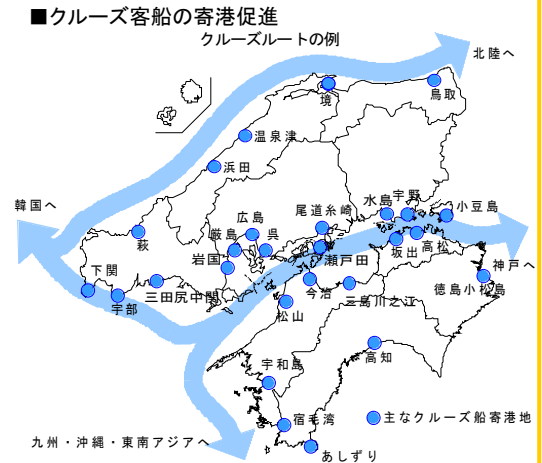 ■クルーズ客船の寄港促進
クルーズルートの例
北陸へ
境
鳥取
温泉津
浜田
韓国へ
萩
広島
厳島
呉
岩国
尾道糸崎
水島
宇野
小豆島
瀬戸田
坂出
高松
神戸へ
下関
宇部
三田尻中関
今治
三島川之江
徳島小松島
松山
高知
宇和島
宿毛湾
主なクルーズ船寄港地
九州・沖縄・東南アジアへ
あしずり